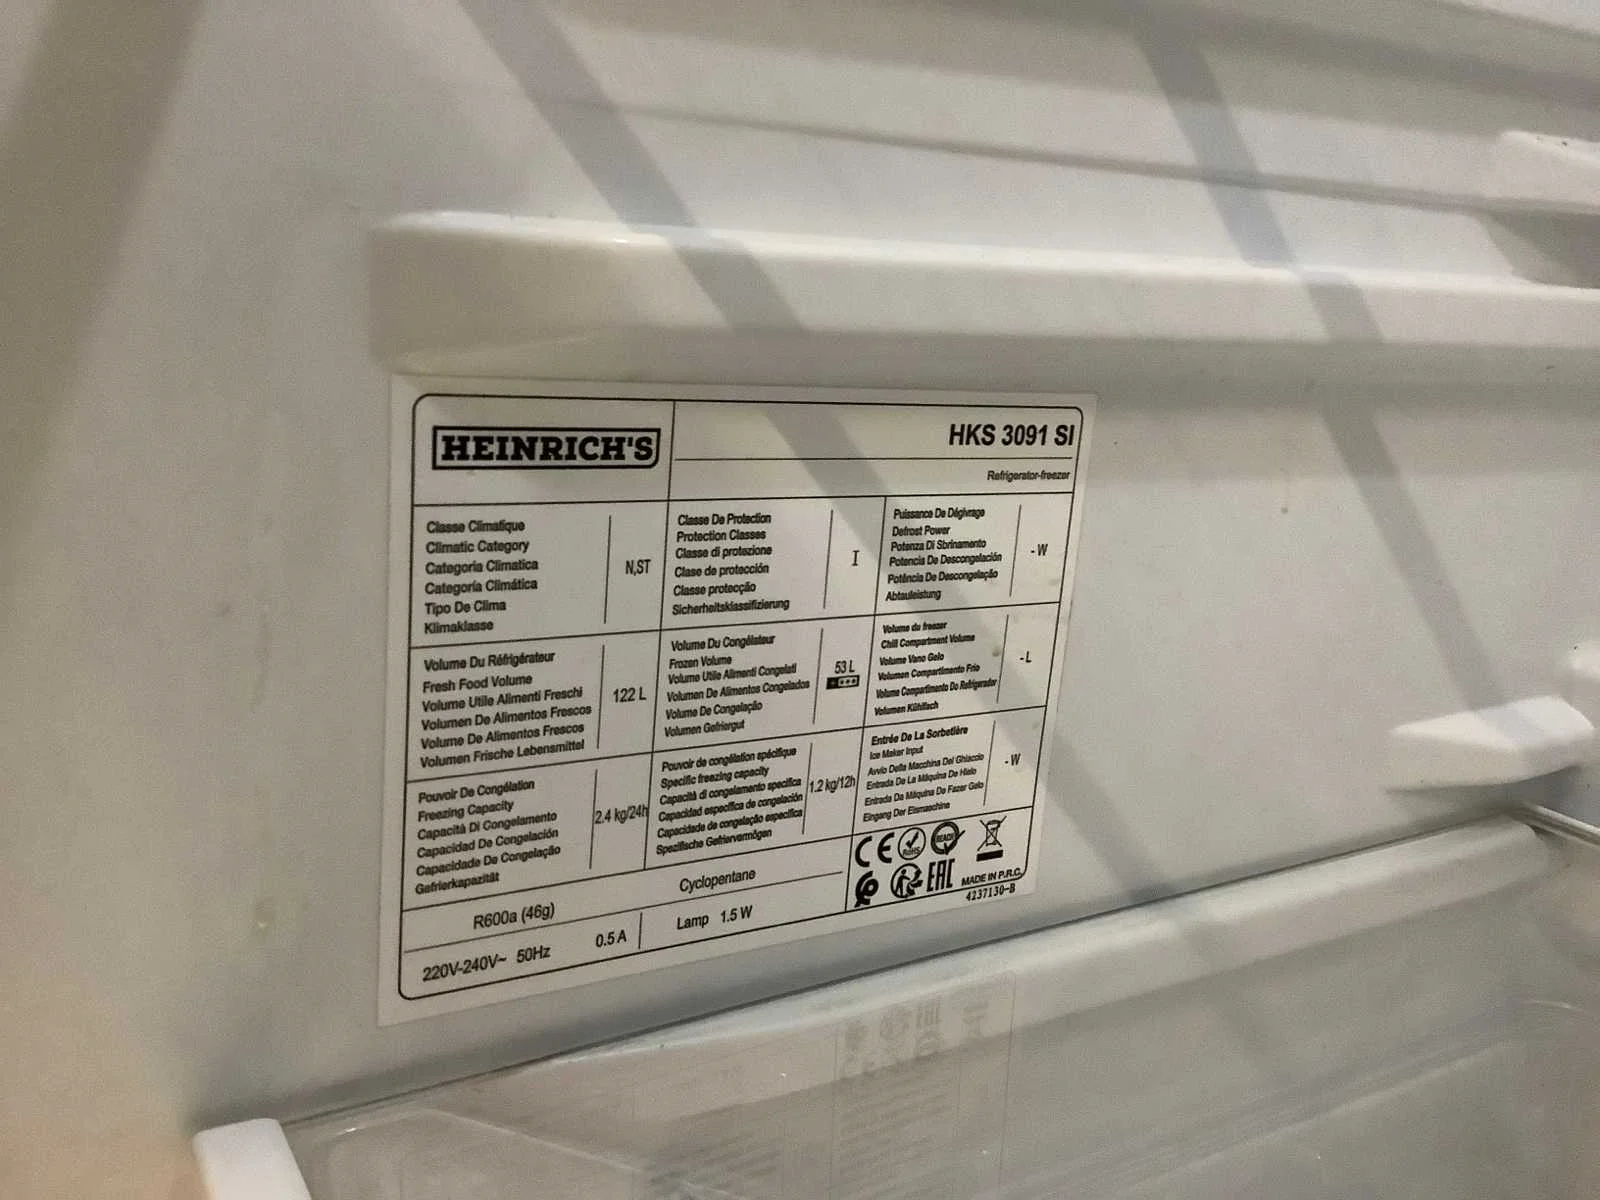 HEINRICH'S
HKS 3091 SI
Refrigerator-freezer
Classe Climatique
Climatic Category
Categoria Climatica
Categoría Climática
Tipo De Clima
Klimaklasse
N,ST
Classe De Protection
Protection Classes
Classe di protezione
Clase de protección
Classe protecção
Sicherheitsklassifizierung
I
Puissance De Dégivrage
Defrost Power
Potenza Di Sbrinamento
Potencia De Descongelación
Potência De Descongelação
Abtauleistung
- W
Volume Du Réfrigérateur
Fresh Food Volume
Volume Utile Alimenti Freschi
Volumen De Alimentos Frescos
Volume De Alimentos Frescos
Volumen Frische Lebensmittel
122 L
Volume Du Congélateur
Frozen Volume
Volume Utile Alimenti Congelati
Volumen De Alimentos Congelados
Volume De Congelação
Volumen Gefriergut
53 L
Volume du freezer
Chill Compartment Volume
Volume Vano Gelo
Volumen Compartimento Frio
Volume Compartimento Do Refrigerador
Volumen Kühlfach
- L
Pouvoir De Congélation
Freezing Capacity
Capacità Di Congelamento
Capacidad De Congelación
Capacidade De Congelação
Gefrierkapazität
2.4 kg/24h
Pouvoir de congélation spécifique
Specific freezing capacity
Capacità di congelamento specifica
Capacidad específica de congelación
Capacidade de congelação específica
Spezifische Gefriervermögen
1.2 kg/12h
Entrée De La Sorbetière
Ice Maker Input
Avvio Della Macchina Del Ghiaccio
Entrada De La Máquina De Hielo
Entrada Da Máquina De Fazer Gelo
Eingang Der Eismaschine
- W
R600a (46g)
Cyclopentane
220V-240V~ 50Hz
0.5 A
Lamp 1.5 W
CE
RoHS
REACH
EAC
MADE IN P.R.C.
4237130-B